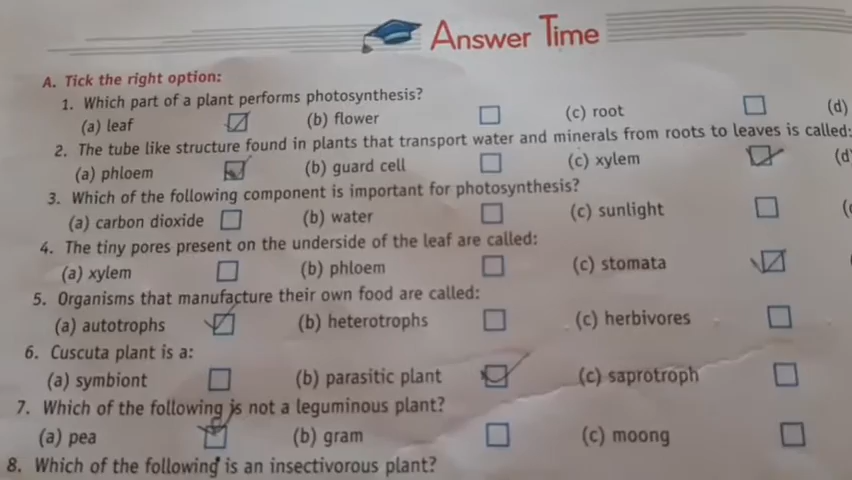 Answer Time
A. Tick the right option:
1. Which part of a plant performs photosynthesis?
(a) leaf (b) flower (c) root (d)
2. The tube like structure found in plants that transport water and minerals from roots to leaves is called:
(a) phloem (b) guard cell (c) xylem (d)
3. Which of the following component is important for photosynthesis?
(a) carbon dioxide (b) water (c) sunlight
4. The tiny pores present on the underside of the leaf are called:
(a) xylem (b) phloem (c) stomata
5. Organisms that manufacture their own food are called:
(a) autotrophs (b) heterotrophs (c) herbivores
6. Cuscuta plant is a:
(a) symbiont (b) parasitic plant (c) saprotroph
7. Which of the following is not a leguminous plant?
(a) pea (b) gram (c) moong
8. Which of the following is an insectivorous plant?